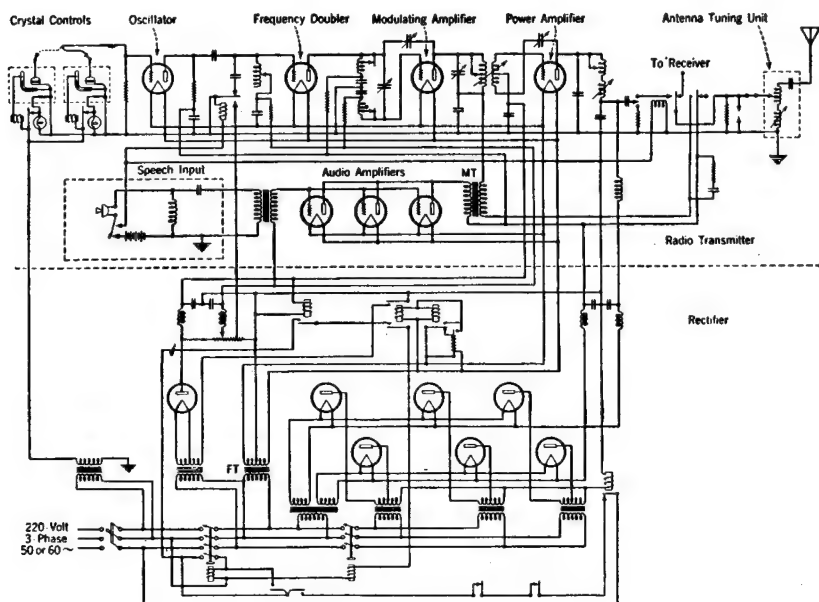 Crystal Controls
Oscillator
Frequency Doubler
Modulating Amplifier
Power Amplifier
Antenna Tuning Unit
To Receiver
Speech Input
Audio Amplifiers
MT
Radio Transmitter
Rectifier
FT
220-Volt
3 Phase
50 or 60~